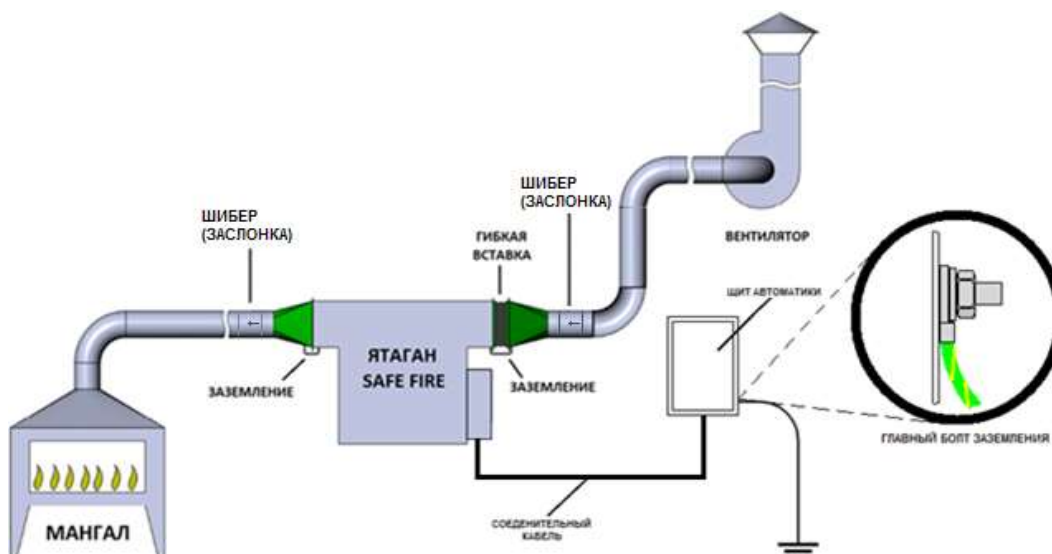 ШИБЕР
(ЗАСЛОНКА)
ШИБЕР
(ЗАСЛОНКА)
ГИБКАЯ
ВСТАВКА
ВЕНТИЛЯТОР
ЩИТ АВТОМАТИКИ
ЯТАГАН
SAFE FIRE
ЗАЗЕМЛЕНИЕ
ЗАЗЕМЛЕНИЕ
ГЛАВНЫЙ БОЛТ ЗАЗЕМЛЕНИЯ
МАНГАЛ
СОЕДЕНИТЕЛЬНЫЙ
КАБЕЛЬ